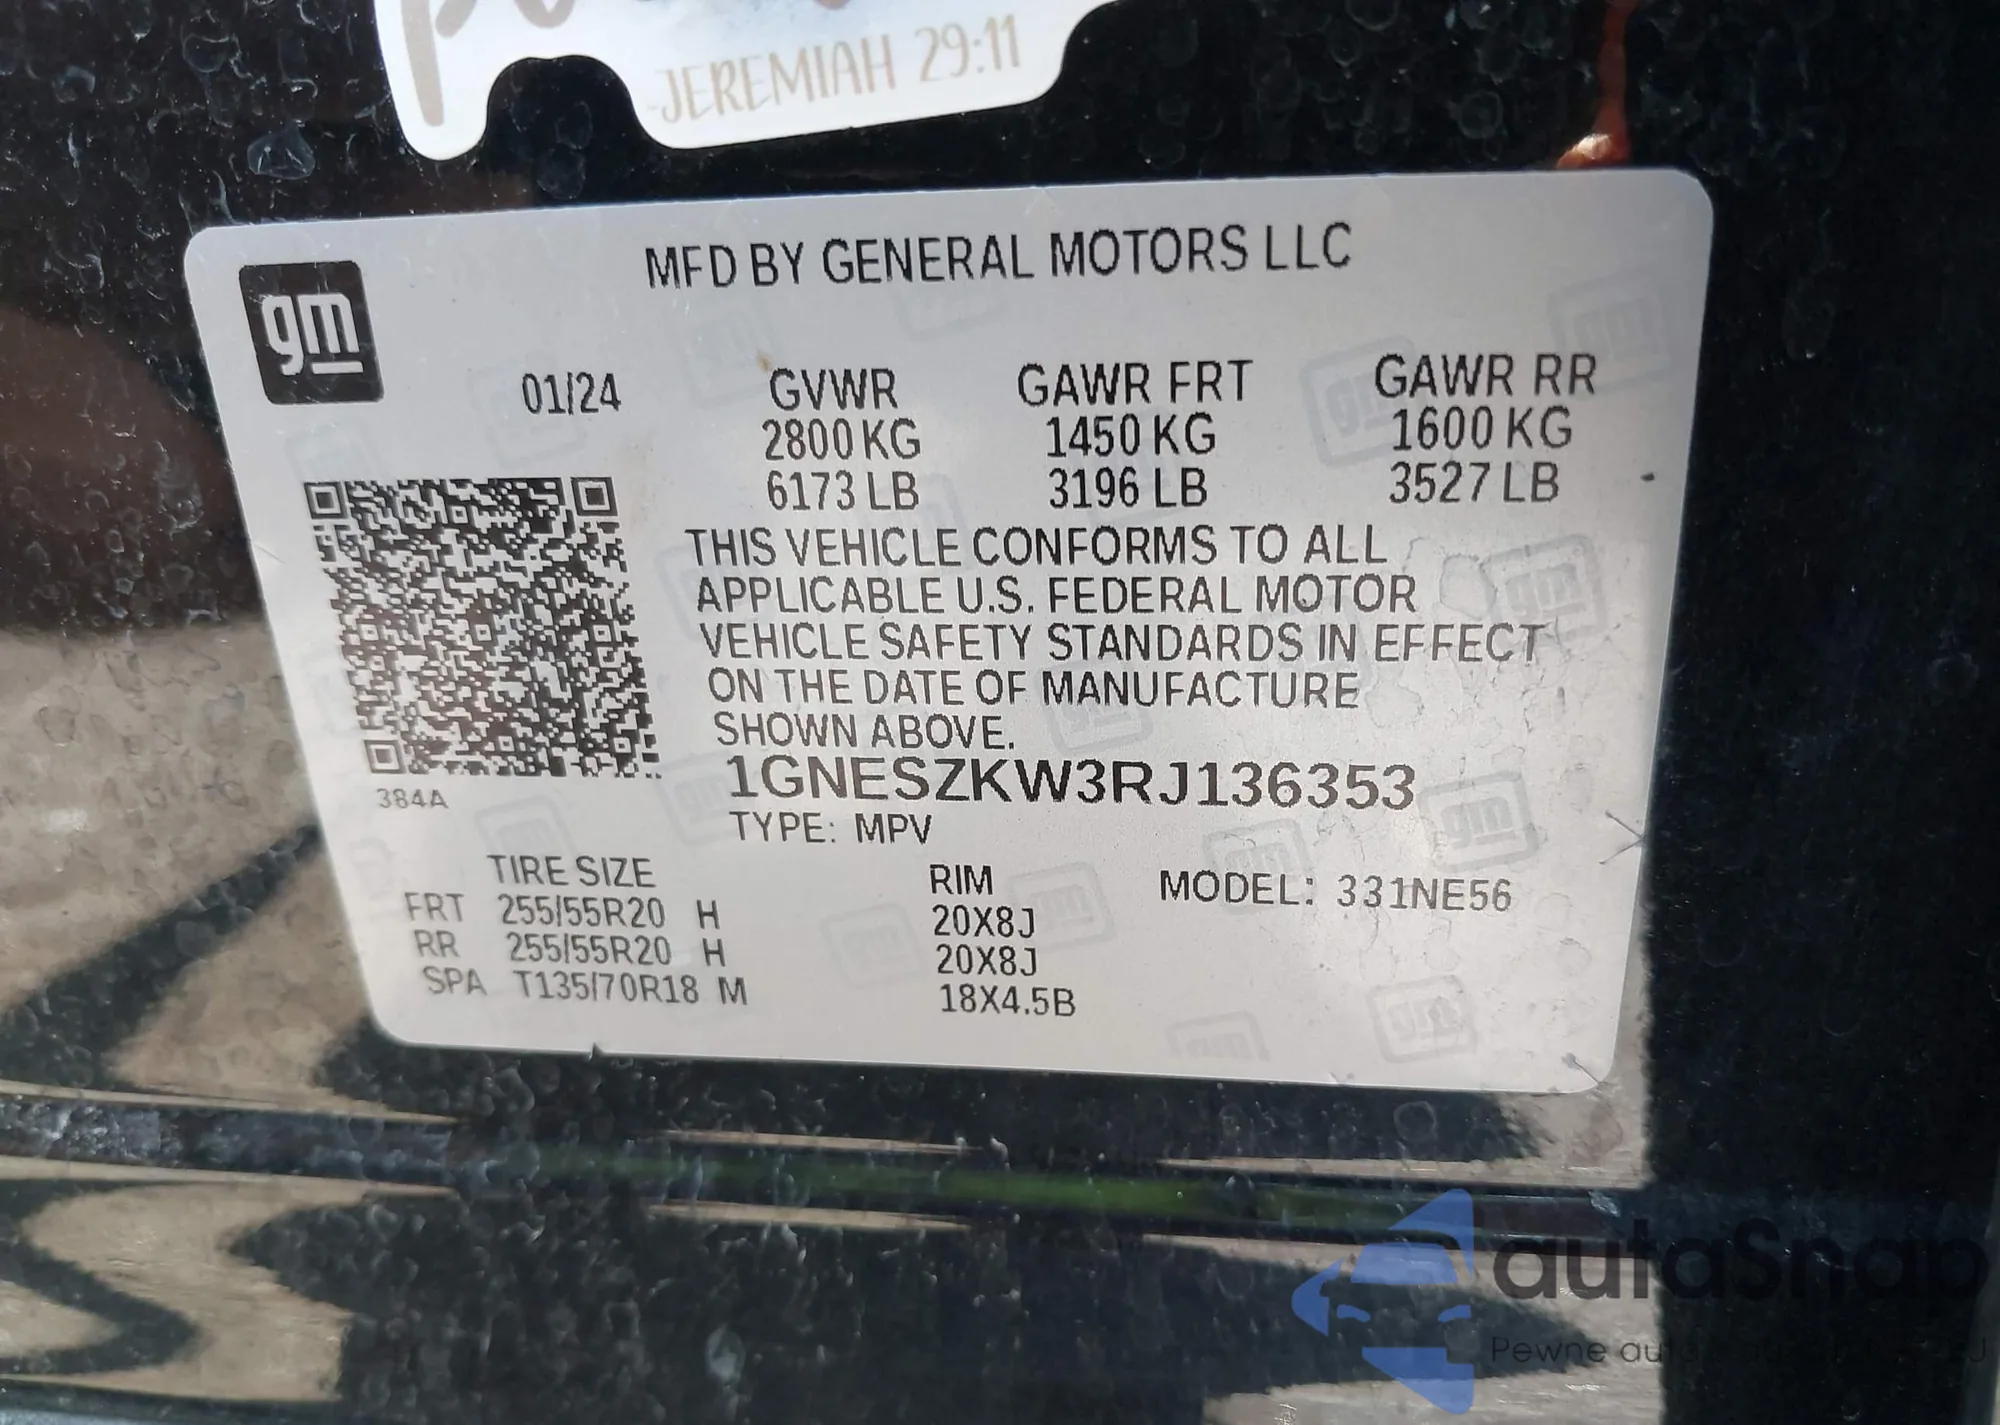 JEREMIAH 29:11
MFD BY GENERAL MOTORS LLC
gm
01/24 GVWR GAWR FRT GAWR RR
2800 KG 1450 KG 1600 KG
6173 LB 3196 LB 3527 LB
THIS VEHICLE CONFORMS TO ALL
APPLICABLE U.S. FEDERAL MOTOR
VEHICLE SAFETY STANDARDS IN EFFECT
ON THE DATE OF MANUFACTURE
SHOWN ABOVE.
1GNESZKW3RJ136353
384A
TYPE: MPV
TIRE SIZE RIM MODEL: 331NE56
FRT 255/55R20 H 20X8J
RR 255/55R20 H 20X8J
SPA T135/70R18 M 18X4.5B
autaSnap
Pewne auta